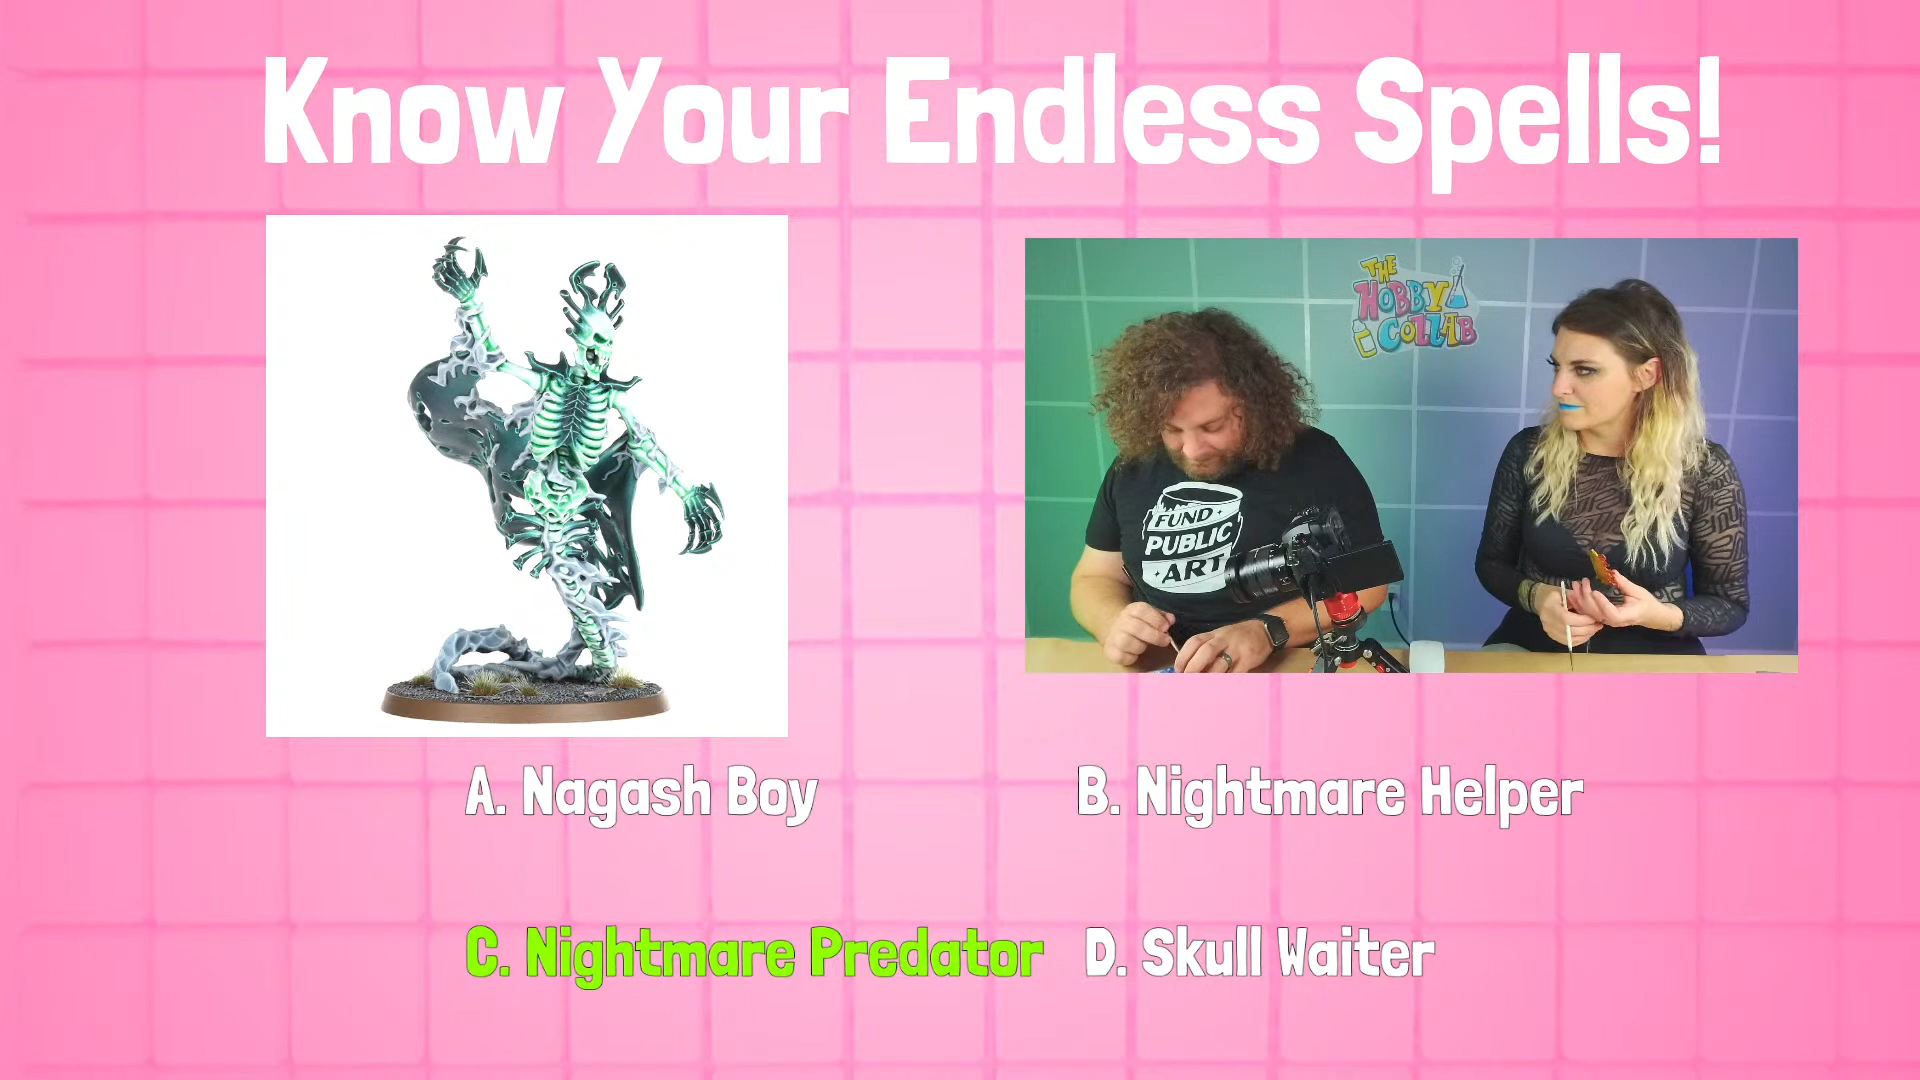 Know Your Endless Spells!
THE
HOBBY
COLLAB
FUND
PUBLIC
ART
A. Nagash Boy
B. Nightmare Helper
C. Nightmare Predator
D. Skull Waiter